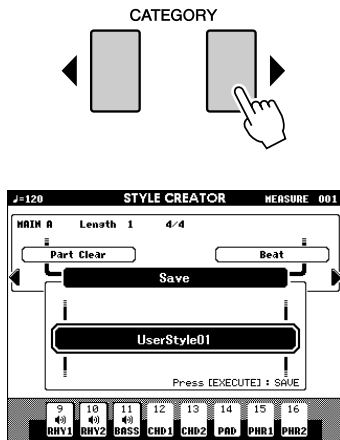 CATEGORY
♩=120 STYLE CREATOR MEASURE 001
MAIN A Length 1 4/4
Part Clear Beat
Save
UserStyle01
Press [EXECUTE] : SAVE
9 10 11 12 13 14 15 16
RHY1 RHY2 BASS CHD1 CHD2 PAD PHR1 PHR2